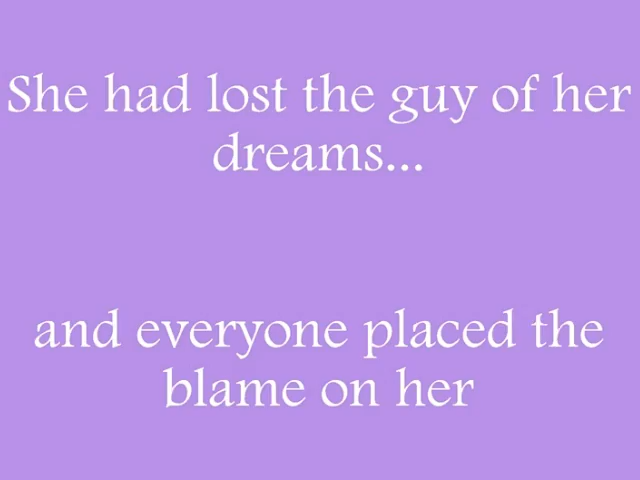 She had lost the guy of her
dreams...
and everyone placed the
blame on her